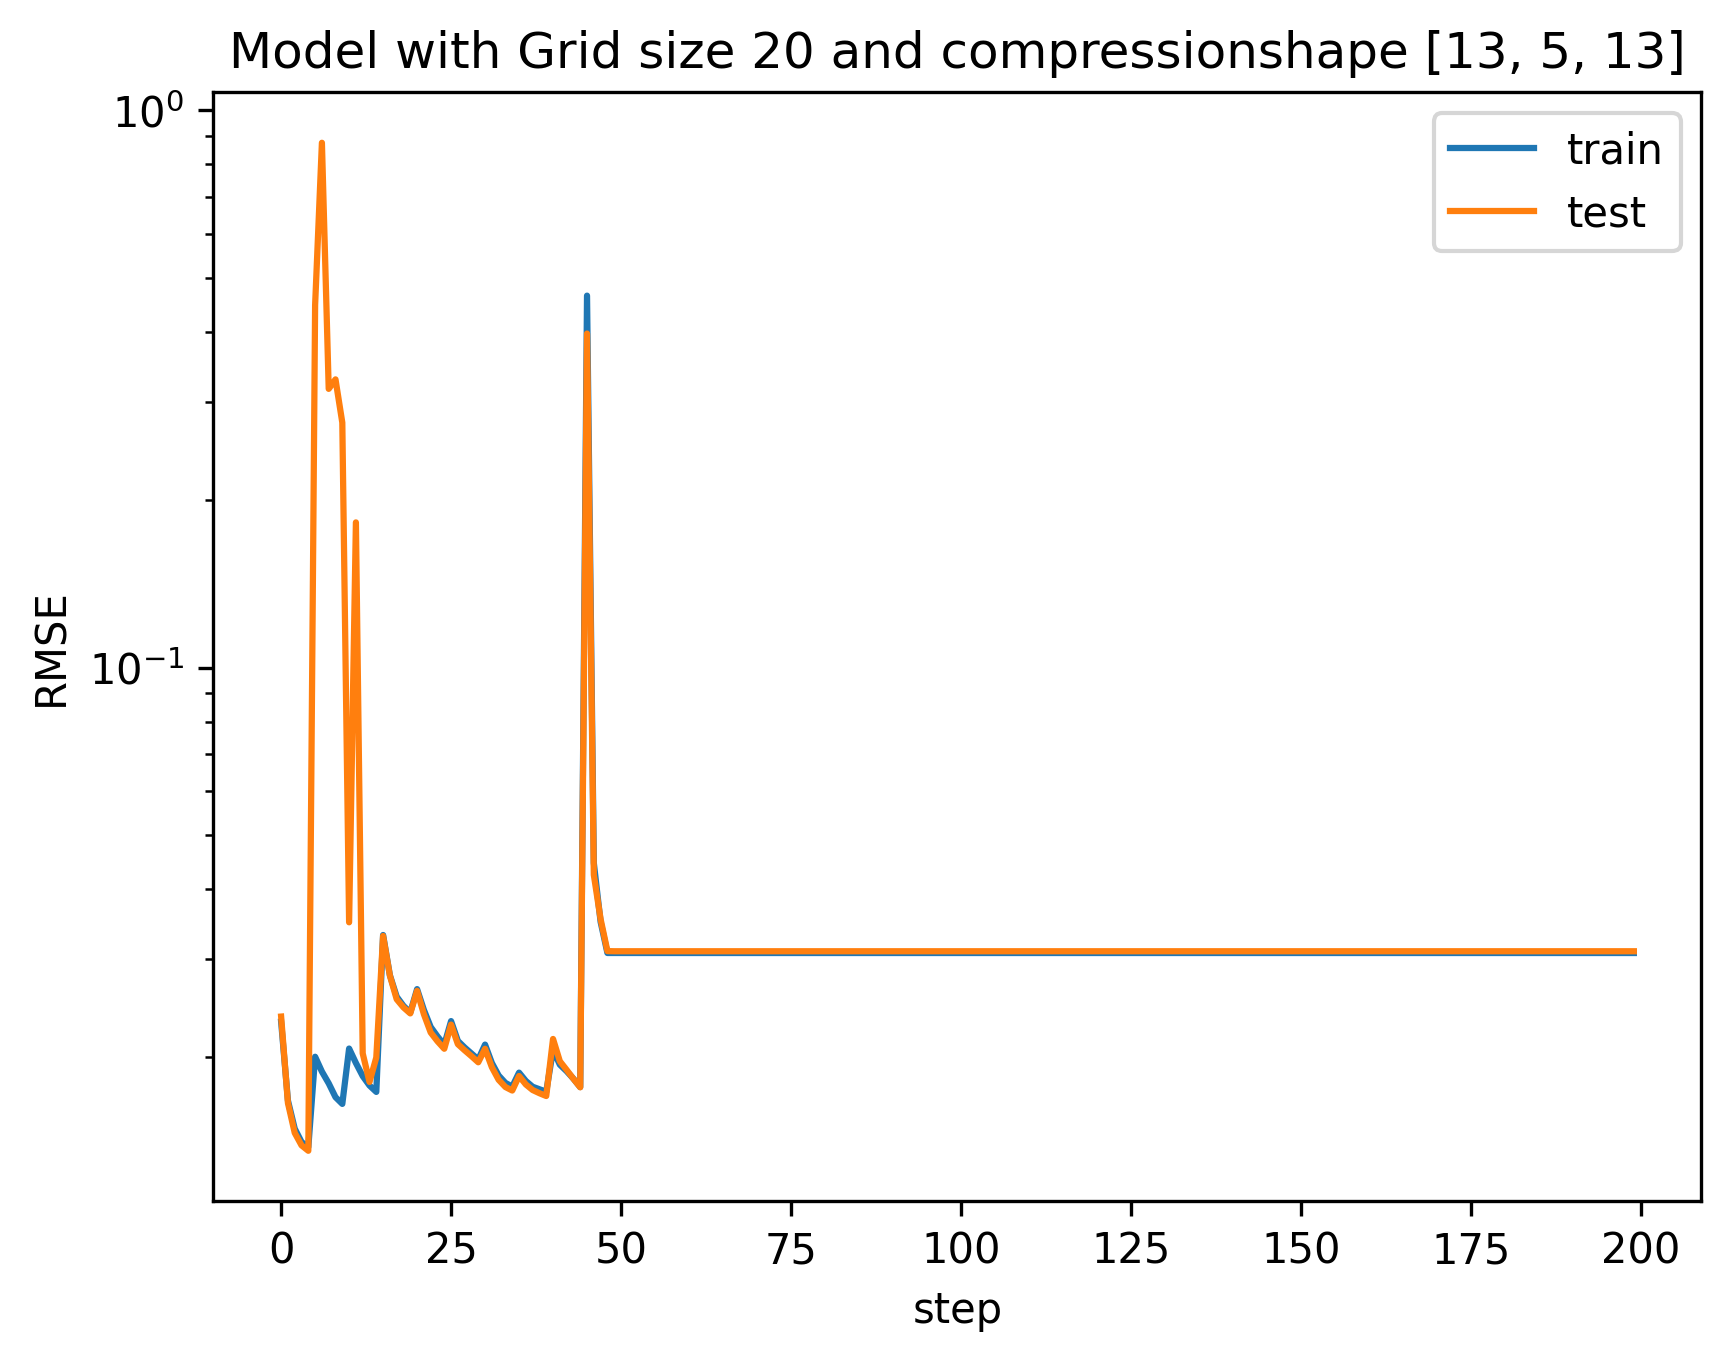 Model with Grid size 20 and compressionshape [13, 5, 13]
10⁰
train
test
RMSE
10⁻¹
0 25 50 75 100 125 150 175 200
step